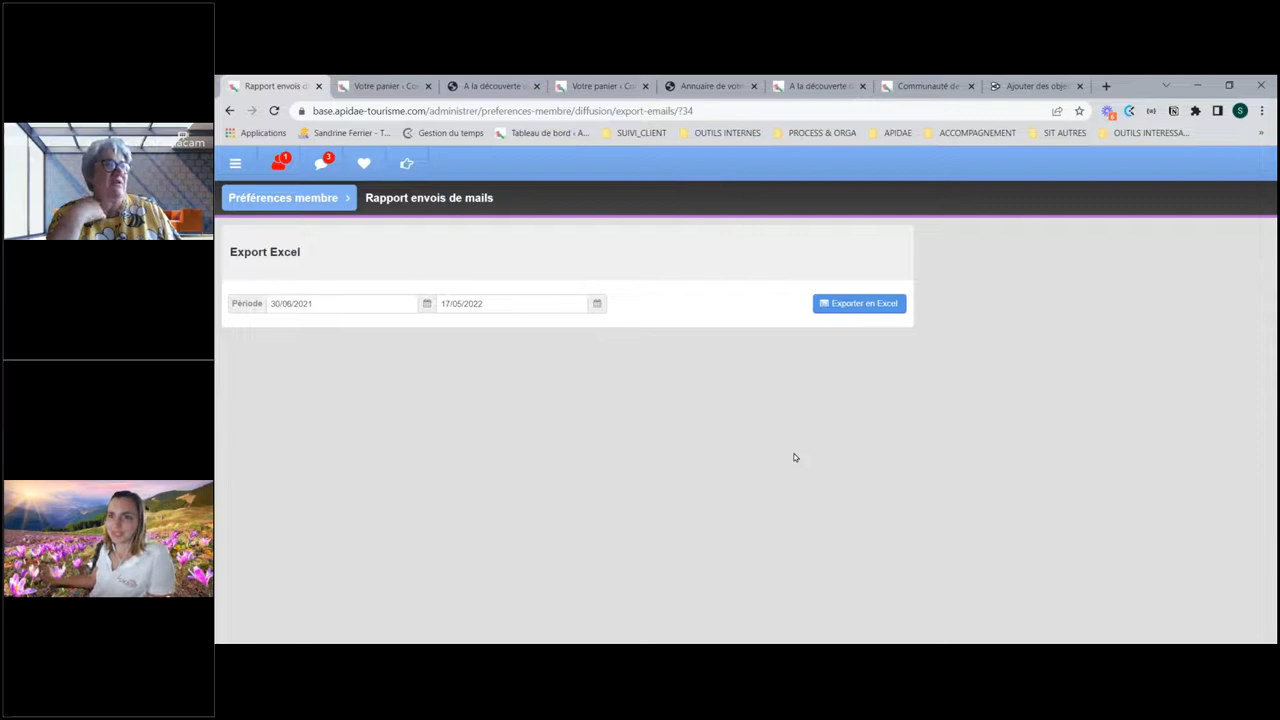 Rapport envois d
Votre panier ‹ Co
A la découverte
Votre panier ‹ Co
Annuaire de vot
A la découverte
Communauté de
Ajouter des obje
base.apidae-tourisme.com/administrer/preferences-membre/diffusion/export-emails/?34
S
Applications
Sandrine Ferrier - T...
Gestion du temps
Tableau de bord ‹ A...
SUIVI_CLIENT
OUTILS INTERNES
PROCESS & ORGA
APIDAE
ACCOMPAGNEMENT
SIT AUTRES
OUTILS INTERESSA...
»
1
3
Préférences membre
Rapport envois de mails
Export Excel
Période
30/06/2021
17/05/2022
Exporter en Excel